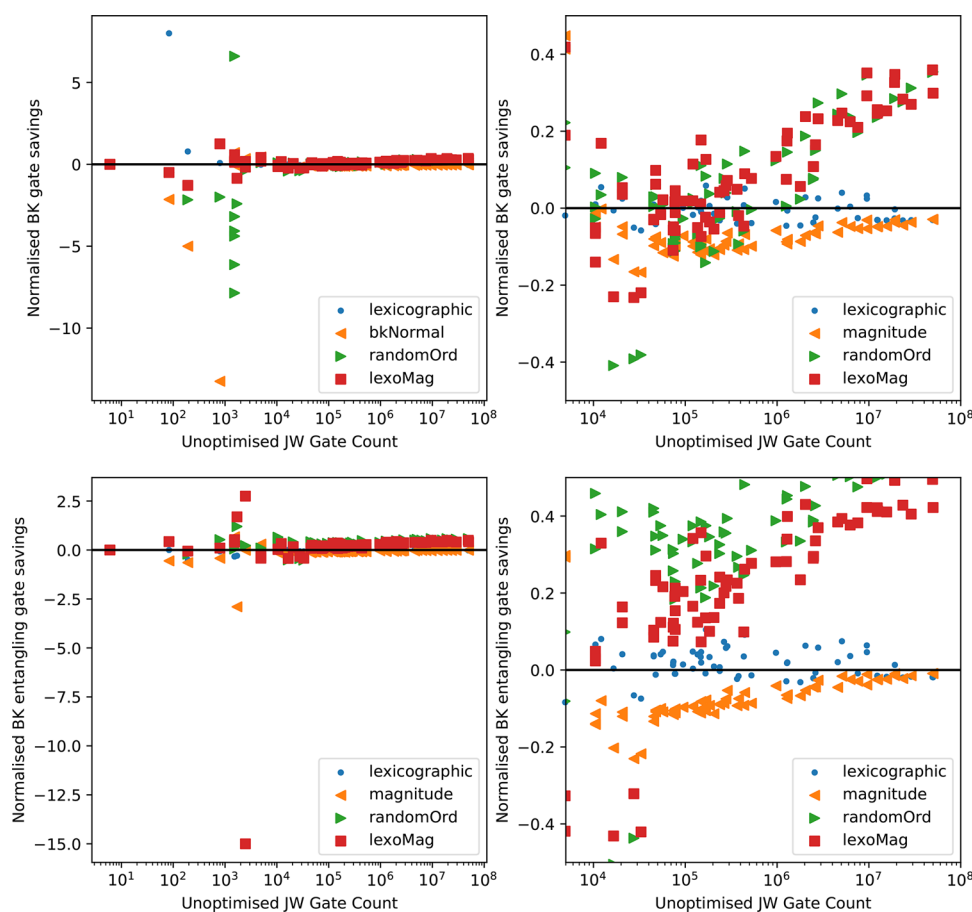 Normalised BK gate savings
5
0
−5
−10
lexicographic
bkNormal
randomOrd
lexoMag
10¹ 10² 10³ 10⁴ 10⁵ 10⁶ 10⁷ 10⁸
Unoptimised JW Gate Count
Normalised BK gate savings
0.4
0.2
0.0
−0.2
−0.4
lexicographic
magnitude
randomOrd
lexoMag
10⁴ 10⁵ 10⁶ 10⁷ 10⁸
Unoptimised JW Gate Count
Normalised BK entangling gate savings
2.5
0.0
−2.5
−5.0
−7.5
−10.0
−12.5
−15.0
lexicographic
magnitude
randomOrd
lexoMag
10¹ 10² 10³ 10⁴ 10⁵ 10⁶ 10⁷ 10⁸
Unoptimised JW Gate Count
Normalised BK entangling gate savings
0.4
0.2
0.0
−0.2
−0.4
lexicographic
magnitude
randomOrd
lexoMag
10⁴ 10⁵ 10⁶ 10⁷ 10⁸
Unoptimised JW Gate Count